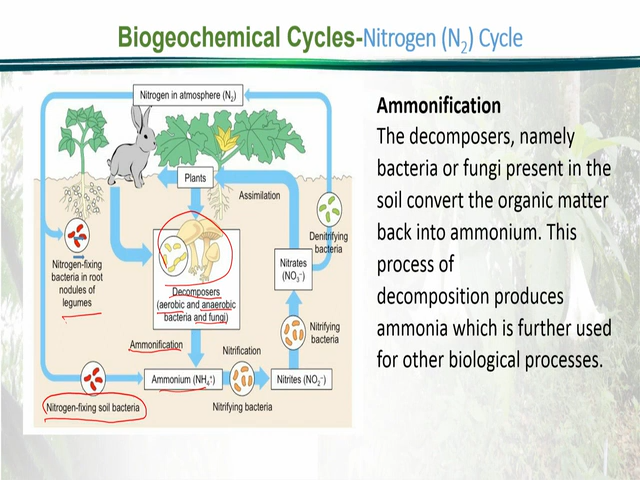 Biogeochemical Cycles-Nitrogen (N2) Cycle
Nitrogen in atmosphere (N2)
Plants
Assimilation
Denitrifying
bacteria
Nitrogen-fixing
bacteria in root
nodules of
legumes
Decomposers
(aerobic and anaerobic
bacteria and fungi)
Nitrates
(NO3-)
Ammonification
Nitrification
Nitrifying
bacteria
Ammonium (NH4+)
Nitrites (NO2-)
Nitrogen-fixing soil bacteria
Nitrifying bacteria
Ammonification
The decomposers, namely
bacteria or fungi present in the
soil convert the organic matter
back into ammonium. This
process of
decomposition produces
ammonia which is further used
for other biological processes.